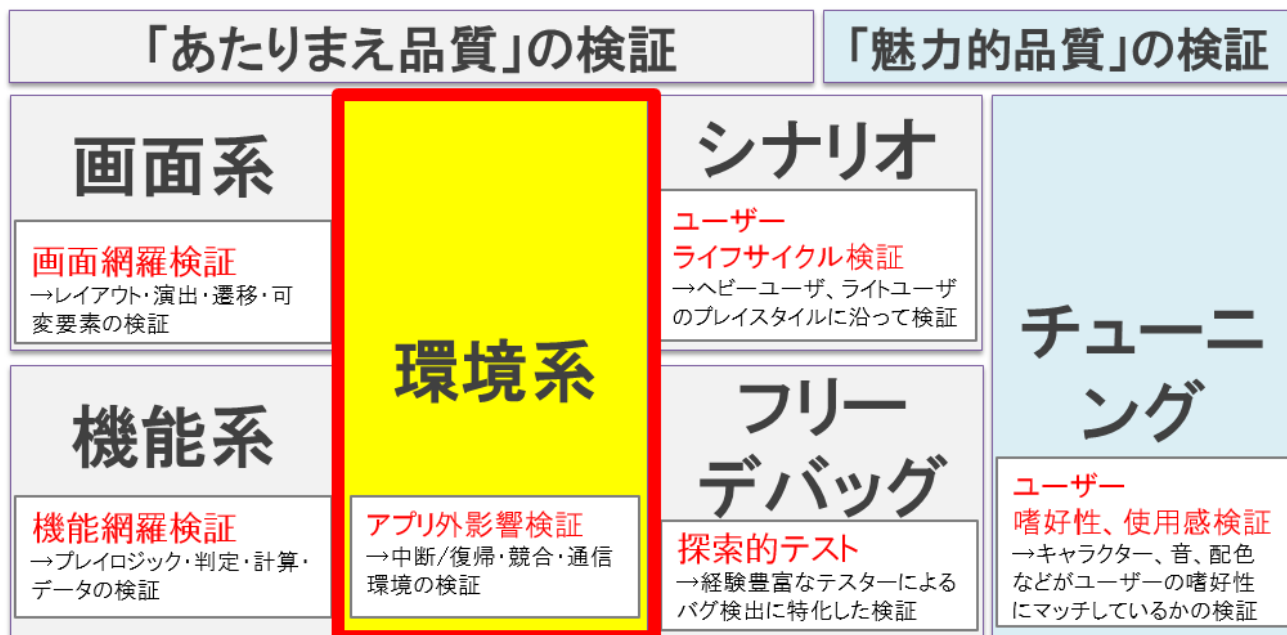 「あたりまえ品質」の検証
「魅力的品質」の検証
画面系
画面網羅検証
→レイアウト・演出・遷移・可
変要素の検証
機能系
機能網羅検証
→プレイロジック・判定・計算・
データの検証
環境系
アプリ外影響検証
→中断/復帰・競合・通信
環境の検証
シナリオ
ユーザー
ライフサイクル検証
→ヘビーユーザ、ライトユーザ
のプレイスタイルに沿って検証
フリー
デバッグ
探索的テスト
→経験豊富なテスターによる
バグ検出に特化した検証
チューニ
ング
ユーザー
嗜好性、使用感検証
→キャラクター、音、配色
などがユーザーの嗜好性
にマッチしているかの検証